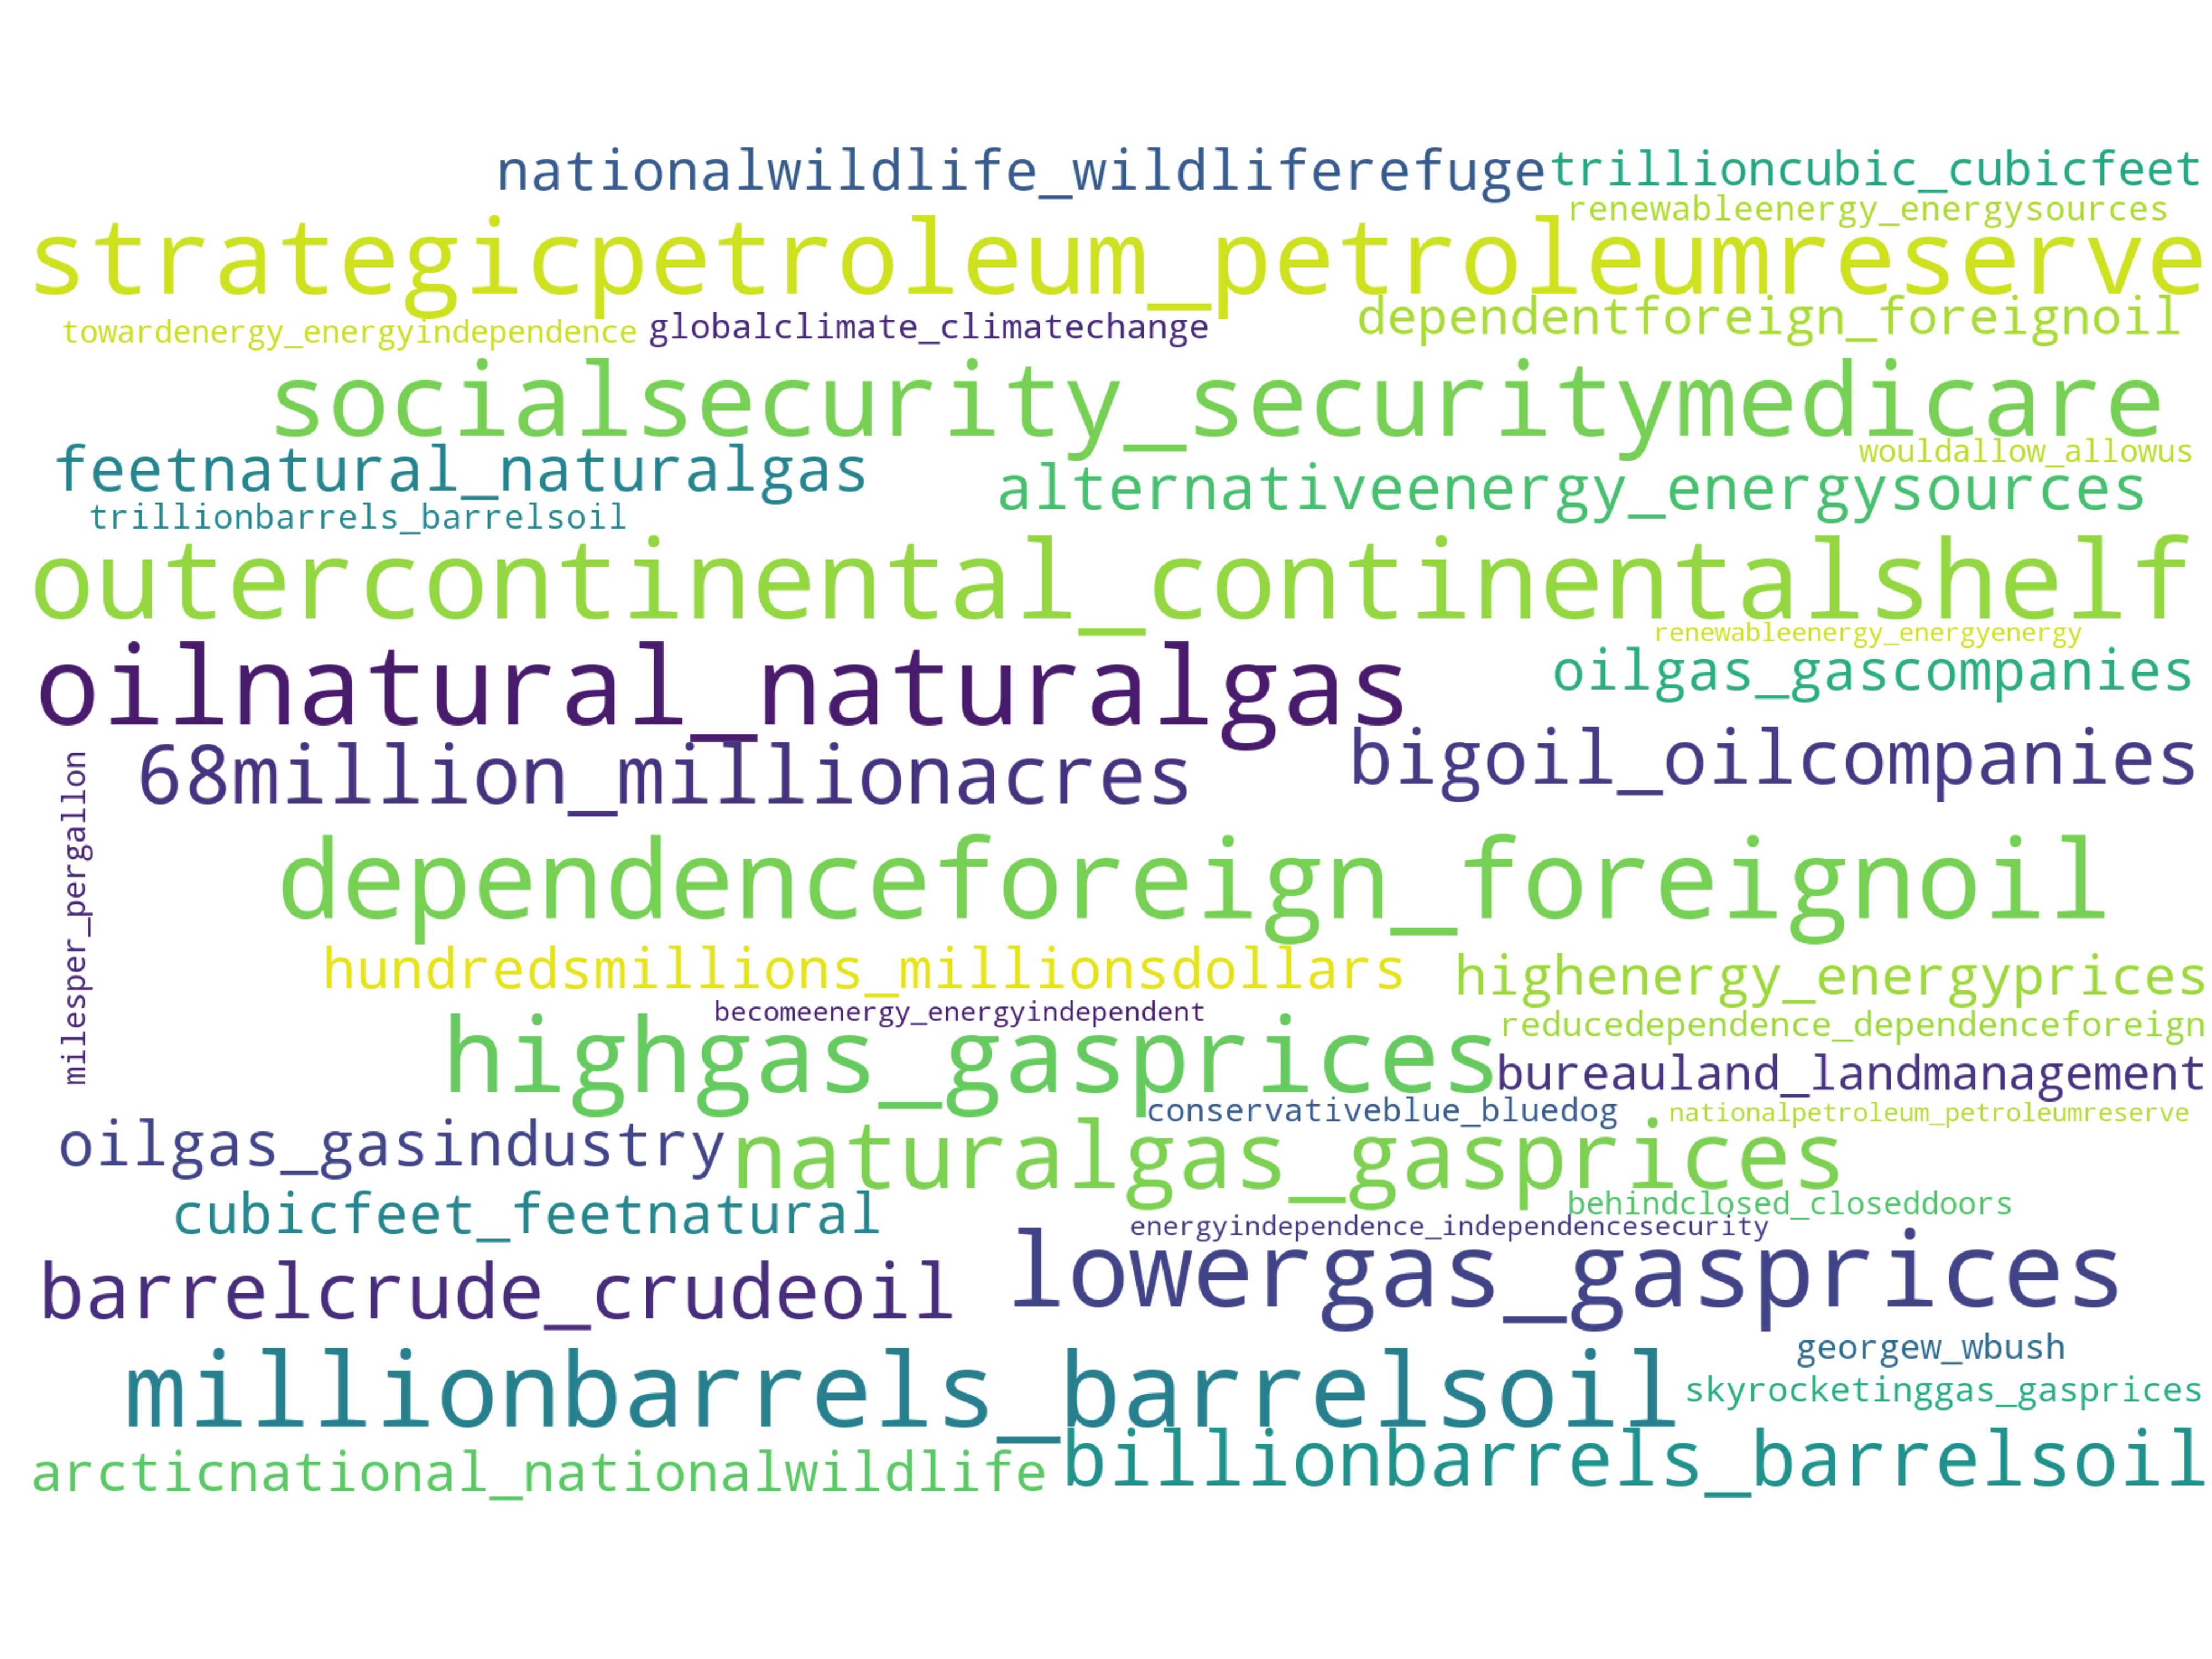 nationalwildlife_wildliferefuge
trillioncubic_cubicfeet
renewableenergy_energysources
strategicpetroleum_petroleumreserve
dependentforeign_foreignoil
towardenergy_energyindependence
globalclimate_climatechange
socialsecurity_securitymedicare
wouldallow_allowus
feetnatural_naturalgas
alternativeenergy_energysources
trillionbarrels_barrelsoil
outercontinental_continentalshelf
renewableenergy_energyenergy
oilnatural_naturalgas
oilgas_gascompanies
68million_millionacres
bigoil_oilcompanies
milesper_pergallon
dependenceforeign_foreignoil
hundredsmillions_millionsdollars
highenergy_energyprices
becomeenergy_energyindependent
reducedependence_dependenceforeign
highgas_gasprices
bureauland_landmanagement
conservativeblue_bluedog
nationalpetroleum_petroleumreserve
oilgas_gasindustry
naturalgas_gasprices
cubicfeet_feetnatural
behindclosed_closeddoors
energyindependence_independencesecurity
barrelcrude_crudeoil
lowergas_gasprices
georgew_wbush
millionbarrels_barrelsoil
skyrocketinggas_gasprices
arcticnational_nationalwildlife
billionbarrels_barrelsoil